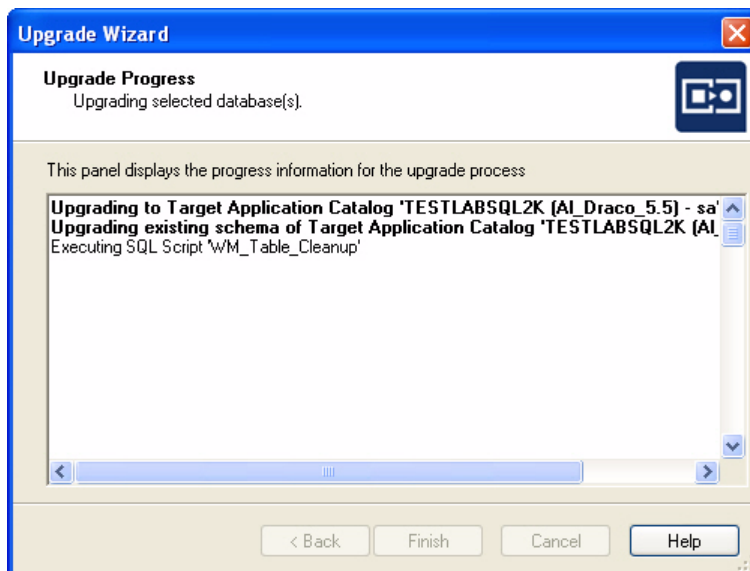 Upgrade Wizard
Upgrade Progress
Upgrading selected database(s).
This panel displays the progress information for the upgrade process
Upgrading to Target Application Catalog 'TESTLABSQL2K (AI_Draco_5.5) - sa'
Upgrading existing schema of Target Application Catalog 'TESTLABSQL2K (AI_
Executing SQL Script 'WM_Table_Cleanup'
< Back
Finish
Cancel
Help